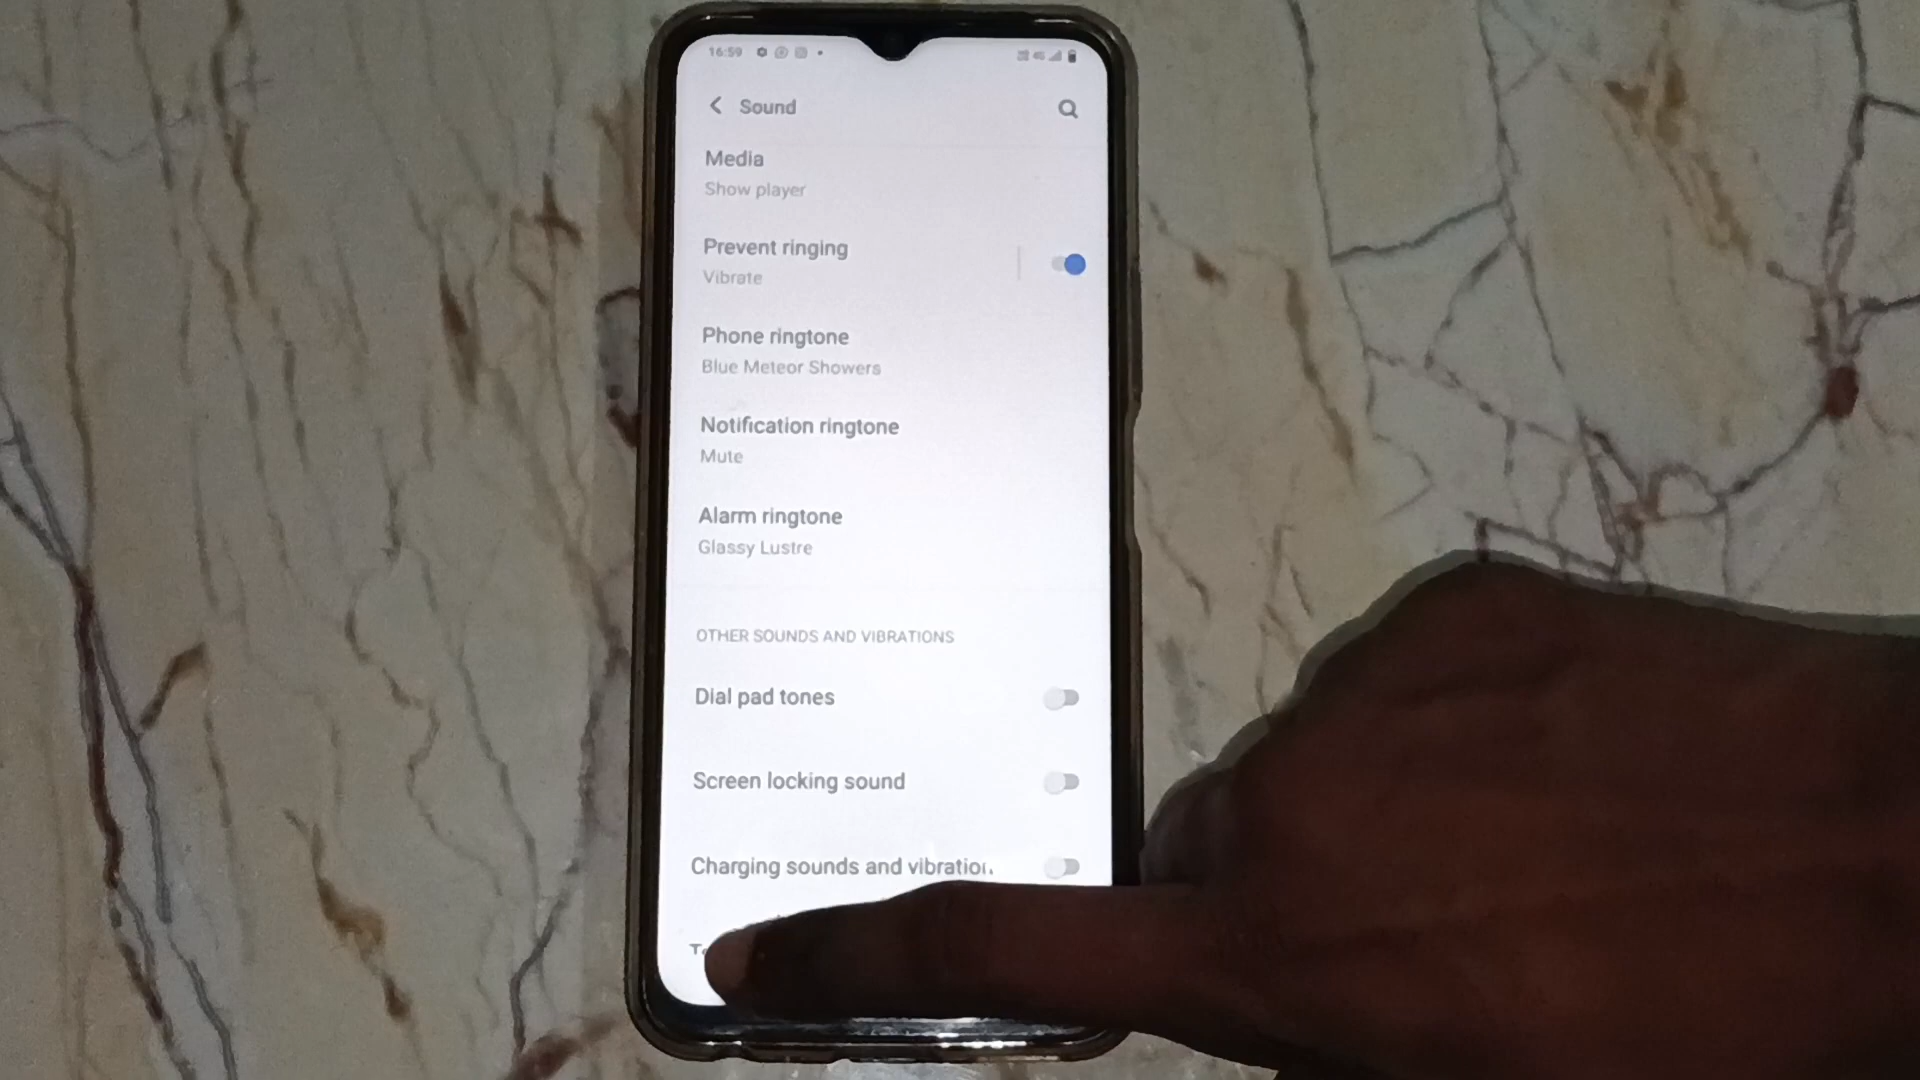 16:59
Sound
Media
Show player
Prevent ringing
Vibrate
Phone ringtone
Blue Meteor Showers
Notification ringtone
Mute
Alarm ringtone
Glassy Lustre
OTHER SOUNDS AND VIBRATIONS
Dial pad tones
Screen locking sound
Charging sounds and